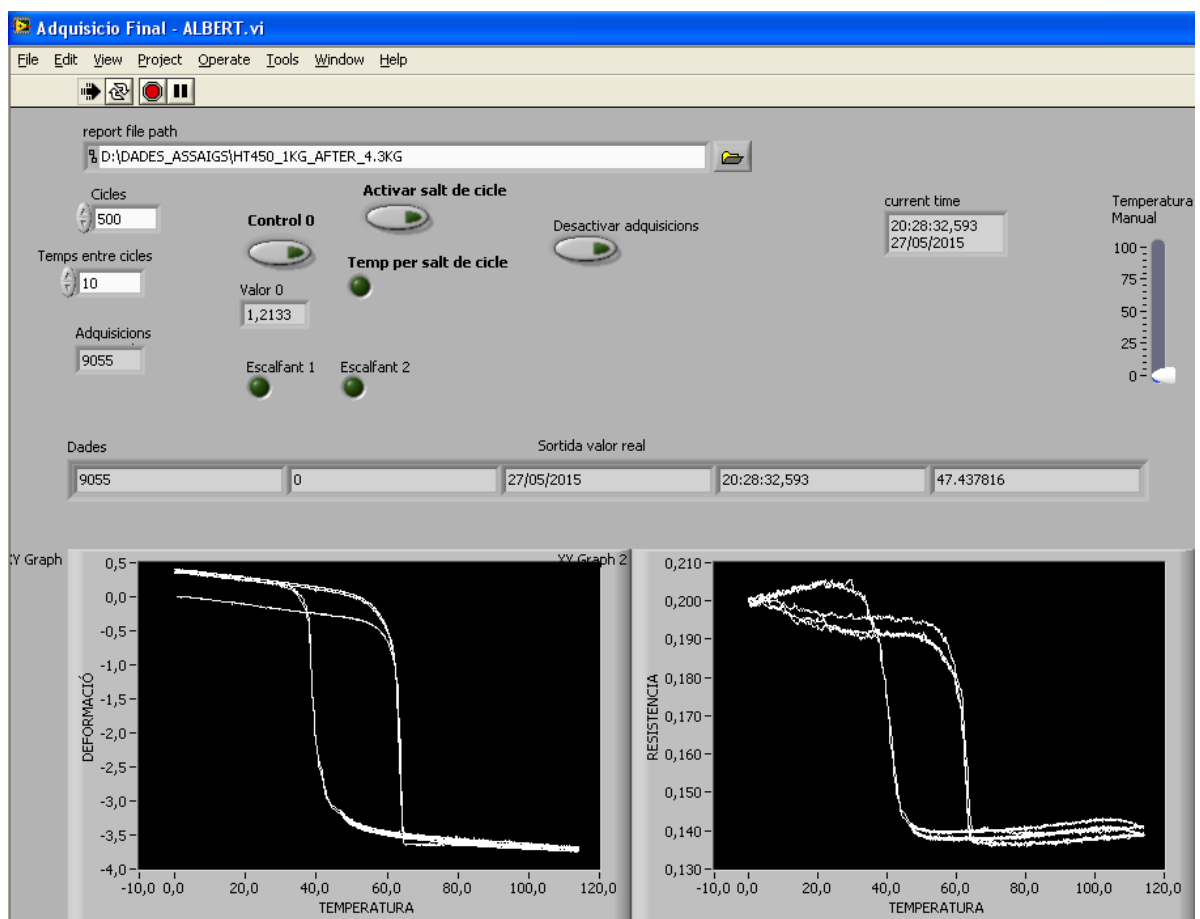 Adquisicio Final - ALBERT.vi
File Edit View Project Operate Tools Window Help
report file path
D:\DADES_ASSAIGS\HT450_1KG_AFTER_4.3KG
Cicles
500
Temps entre cicles
10
Adquisicions
9055
Control 0
Valor 0
1,2133
Activar salt de cicle
Temp per salt de cicle
Escalfant 1 Escalfant 2
Desactivar adquisicions
current time
20:28:32,593
27/05/2015
Temperatura
Manual
100
75
50
25
0
Dades Sortida valor real
9055 0 27/05/2015 20:28:32,593 47.437816
Y Graph
0,5
0,0
-0,5
-1,0
-1,5
-2,0
-2,5
-3,0
-3,5
-4,0
DEFORMACIÓ
-10,0 0,0 20,0 40,0 60,0 80,0 100,0 120,0
TEMPERATURA
XY Graph 2
0,210
0,200
0,190
0,180
0,170
0,160
0,150
0,140
0,130
RESISTENCIA
-10,0 0,0 20,0 40,0 60,0 80,0 100,0 120,0
TEMPERATURA